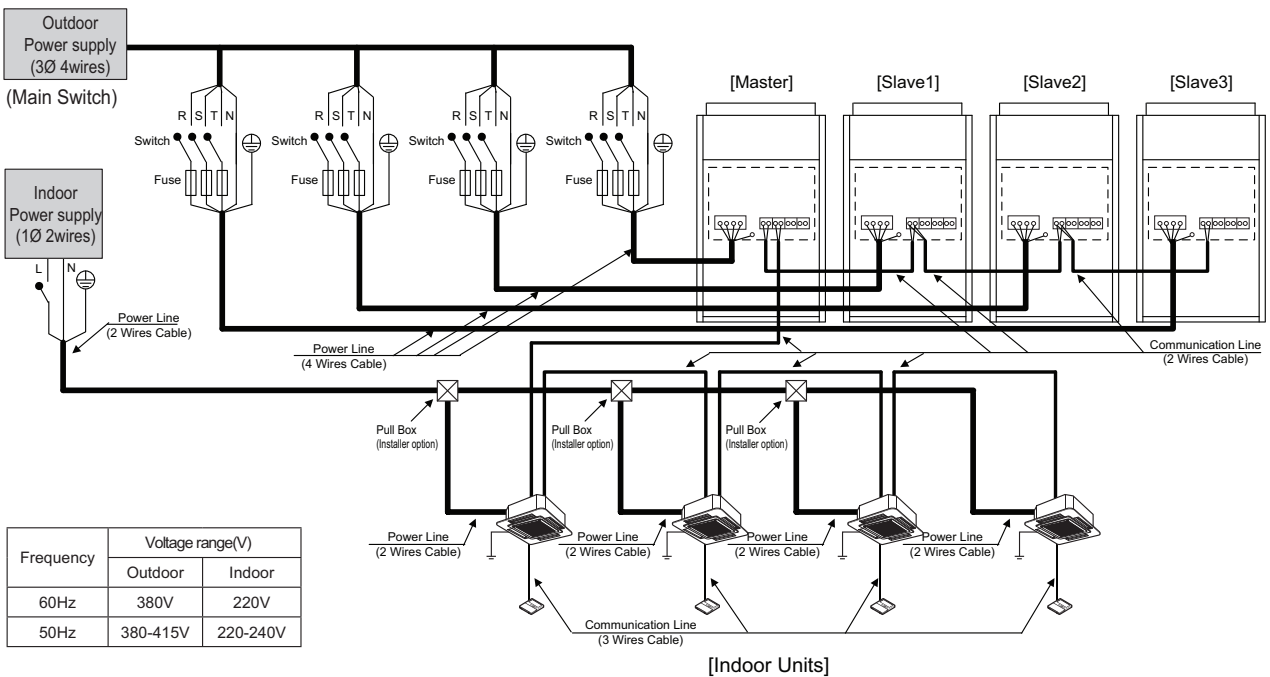 Outdoor
Power supply
(3Ø 4wires)
(Main Switch)
R S T N
Switch
Fuse
R S T N
Switch
Fuse
R S T N
Switch
Fuse
R S T N
Switch
Fuse
[Master]
[Slave1]
[Slave2]
[Slave3]
Indoor
Power supply
(1Ø 2wires)
L N
Power Line
(2 Wires Cable)
Power Line
(4 Wires Cable)
Communication Line
(2 Wires Cable)
Pull Box
(Installer option)
Pull Box
(Installer option)
Pull Box
(Installer option)
Power Line
(2 Wires Cable)
Power Line
(2 Wires Cable)
Power Line
(2 Wires Cable)
Power Line
(2 Wires Cable)
Communication Line
(3 Wires Cable)
[Indoor Units]
Frequency Voltage range(V)
Outdoor Indoor
60Hz 380V 220V
50Hz 380-415V 220-240V